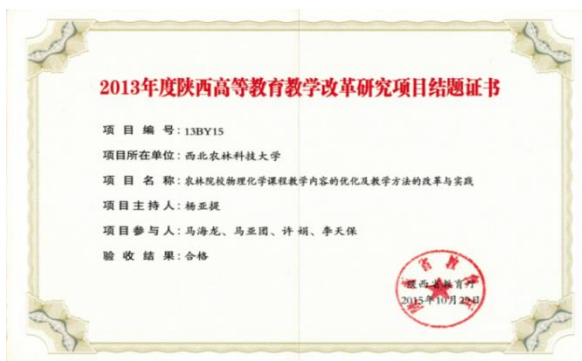 2013年度陕西高等教育教学改革研究项目结题证书
项 目 编 号：13BY15
项目所在单位：西北农林科技大学
项 目 名 称：农林院校物理化学课程教学内容的优化及教学方法的改革与实践
项目主持人：杨亚提
项目参与人：马海龙、马亚团、许 娟、李天保
验 收 结 果：合格
陕西省教育厅
2015年10月22日